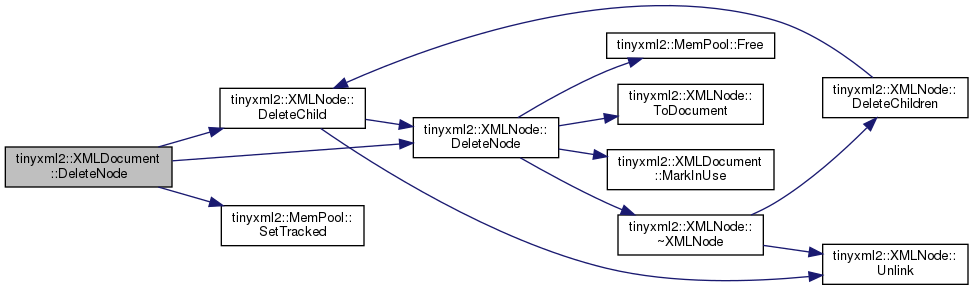 tinyxml2::XMLDocument
::DeleteNode
tinyxml2::XMLNode::
DeleteChild
tinyxml2::MemPool::
SetTracked
tinyxml2::XMLNode::
DeleteNode
tinyxml2::MemPool::Free
tinyxml2::XMLNode::
ToDocument
tinyxml2::XMLDocument
::MarkInUse
tinyxml2::XMLNode::
~XMLNode
tinyxml2::XMLNode::
DeleteChildren
tinyxml2::XMLNode::
Unlink